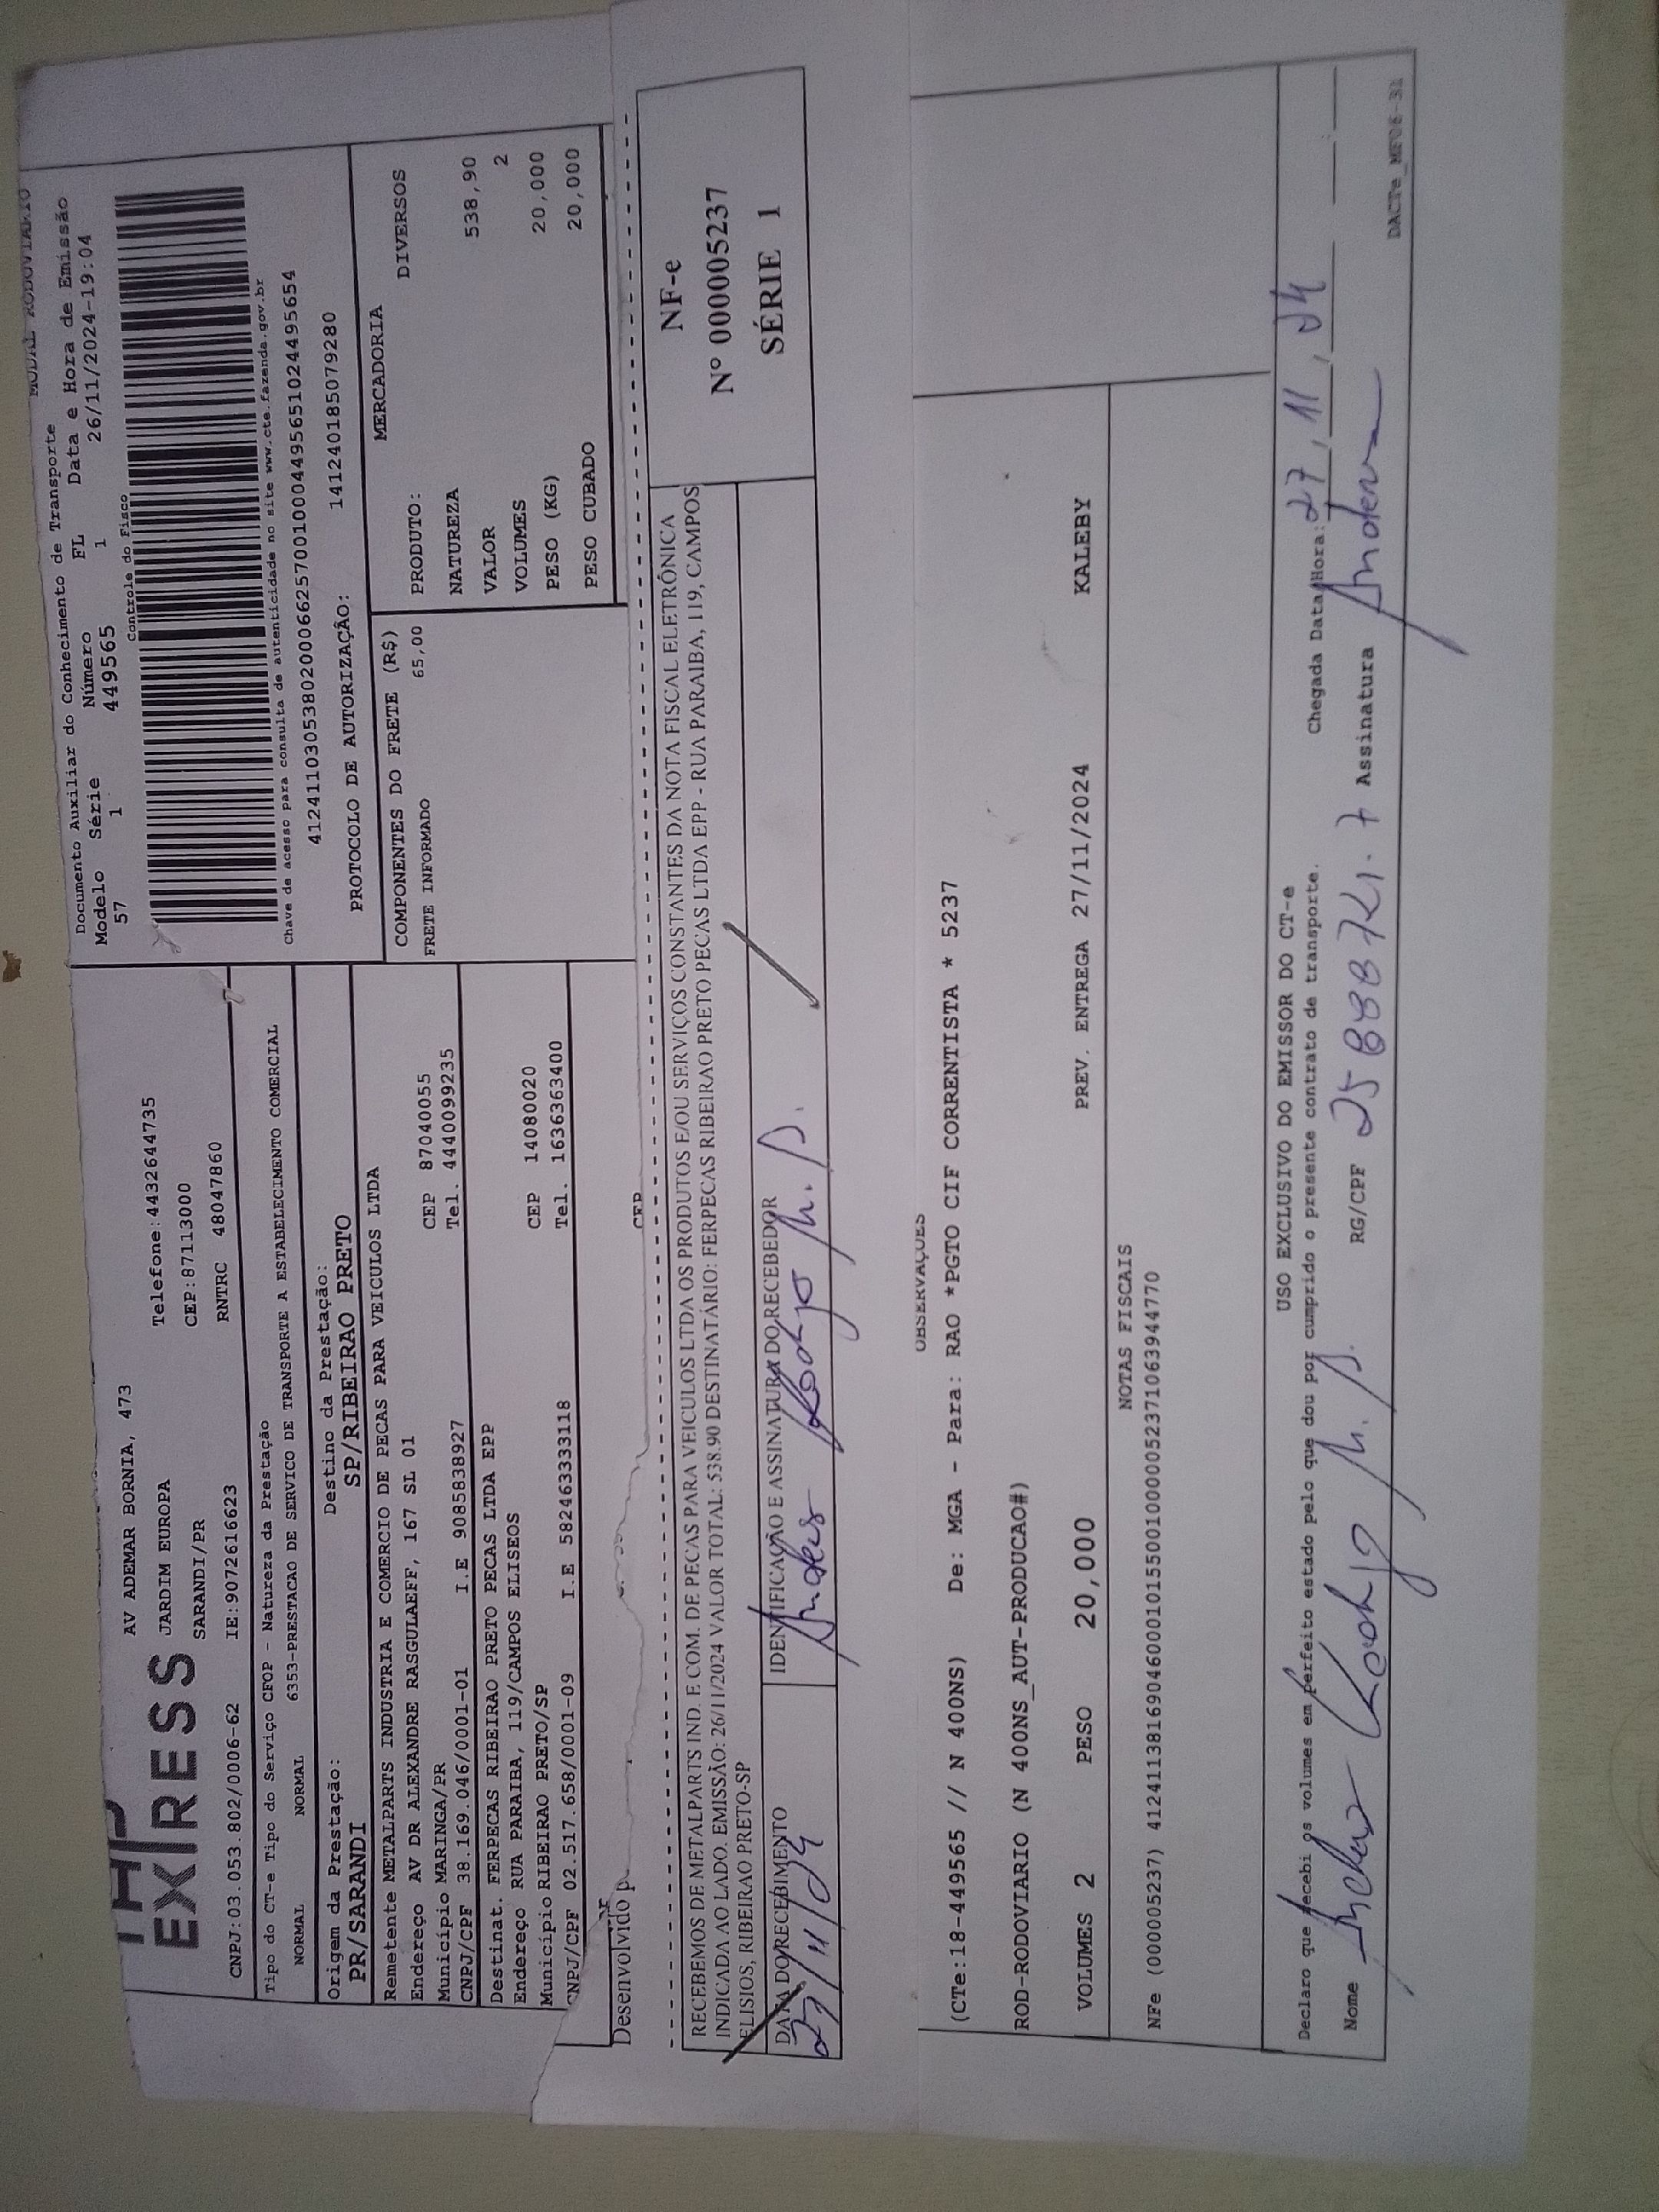 EXPRESS
AV ADEMAR BORNIA, 473
JARDIM EUROPA
SARANDI/PR
Telefone:4432644735
CEP:87113000
CNPJ:03.053.802/0006-62 IE:9072616623 RNTRC 48047860
Tipo do CT-e Tipo do Serviço CFOP - Natureza da Prestação
NORMAL NORMAL 6353-PRESTACAO DE SERVICO DE TRANSPORTE A ESTABELECIMENTO COMERCIAL
Origem da Prestação: Destino da Prestação:
PR/SARANDI SP/RIBEIRAO PRETO
Remetente METALPARTS INDUSTRIA E COMERCIO DE PECAS PARA VEICULOS LTDA
Endereço AV DR ALEXANDRE RASGULAEFF, 167 SL 01
Município MARINGA/PR CEP 87040055
CNPJ/CPF 38.169.046/0001-01 I.E 9085838927 Tel. 4440099235
Destinat. FERPECAS RIBEIRAO PRETO PECAS LTDA EPP
Endereço RUA PARAIBA, 119/CAMPOS ELISEOS
Município RIBEIRAO PRETO/SP CEP 14080020
CNPJ/CPF 02.517.658/0001-09 I.E 582463333118 Tel. 1636363400
MODAL RODOVIARIO
Documento Auxiliar do Conhecimento de Transporte
Modelo Série Número FL Data e Hora de Emissão
57 1 449565 1 26/11/2024-19:04
Controle do Fisco
Chave de acesso para consulta de autenticidade no site www.cte.fazenda.gov.br
41241103053802000662570010004495651024495654
PROTOCOLO DE AUTORIZAÇÃO: 141240185079280
COMPONENTES DO FRETE (R$)
FRETE INFORMADO 65,00
MERCADORIA
PRODUTO: DIVERSOS
NATUREZA
VALOR 538,90
VOLUMES 2
PESO (KG) 20,000
PESO CUBADO 20,000
CEP
Desenvolvido p
RECEBEMOS DE METALPARTS IND. E COM. DE PECAS PARA VEICULOS LTDA OS PRODUTOS E/OU SERVIÇOS CONSTANTES DA NOTA FISCAL ELETRÔNICA
INDICADA AO LADO. EMISSÃO: 26/11/2024 VALOR TOTAL: 538.90 DESTINATÁRIO: FERPECAS RIBEIRAO PRETO PECAS LTDA EPP - RUA PARAIBA, 119, CAMPOS
ELISIOS, RIBEIRAO PRETO-SP
DATA DO RECEBIMENTO IDENTIFICAÇÃO E ASSINATURA DO RECEBEDOR
27/11/24
NF-e
Nº 000005237
SÉRIE 1
OBSERVAÇÕES
(CTe:18-449565 // N 400NS) De: MGA - Para: RAO *PGTO CIF CORRENTISTA * 5237
ROD-RODOVIARIO (N 400NS_AUT-PRODUCAO#)
VOLUMES 2 PESO 20,000 PREV. ENTREGA 27/11/2024 KALEBY
NOTAS FISCAIS
NFe (000005237) 41241138169046000101550010000052371063944770
USO EXCLUSIVO DO EMISSOR DO CT-e
Declaro que recebi os volumes em perfeito estado pelo que dou por cumprido o presente contrato de transporte. Chegada Data/Hora: 27, 11, 24 :
Nome RG/CPF Assinatura
DACTe_MF06-31